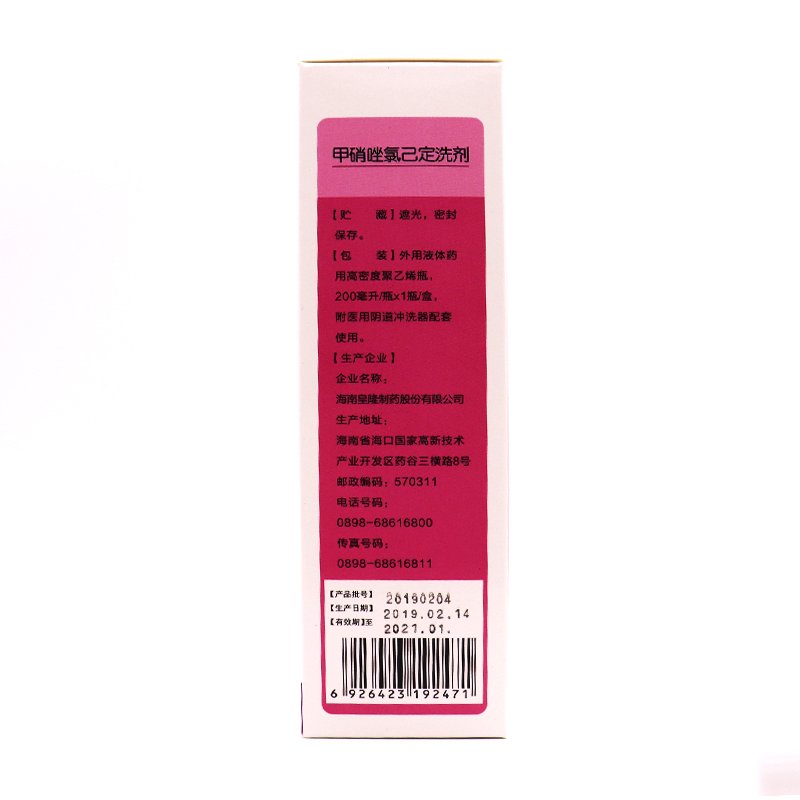 甲硝唑氯己定洗剂
【贮　　藏】遮光，密封
保存。
【包　　装】外用液体药
用高密度聚乙烯瓶，
200毫升/瓶x1瓶/盒，
附医用阴道冲洗器配套
使用。
【生产企业】
企业名称：
海南皇隆制药股份有限公司
生产地址：
海南省海口国家高新技术
产业开发区药谷三横路8号
邮政编码：570311
电话号码：
0898-68616800
传真号码：
0898-68616811
【产品批号】 20190204
【生产日期】 2019.02.14
【有效期】至 2021.01.
6 926423 192471